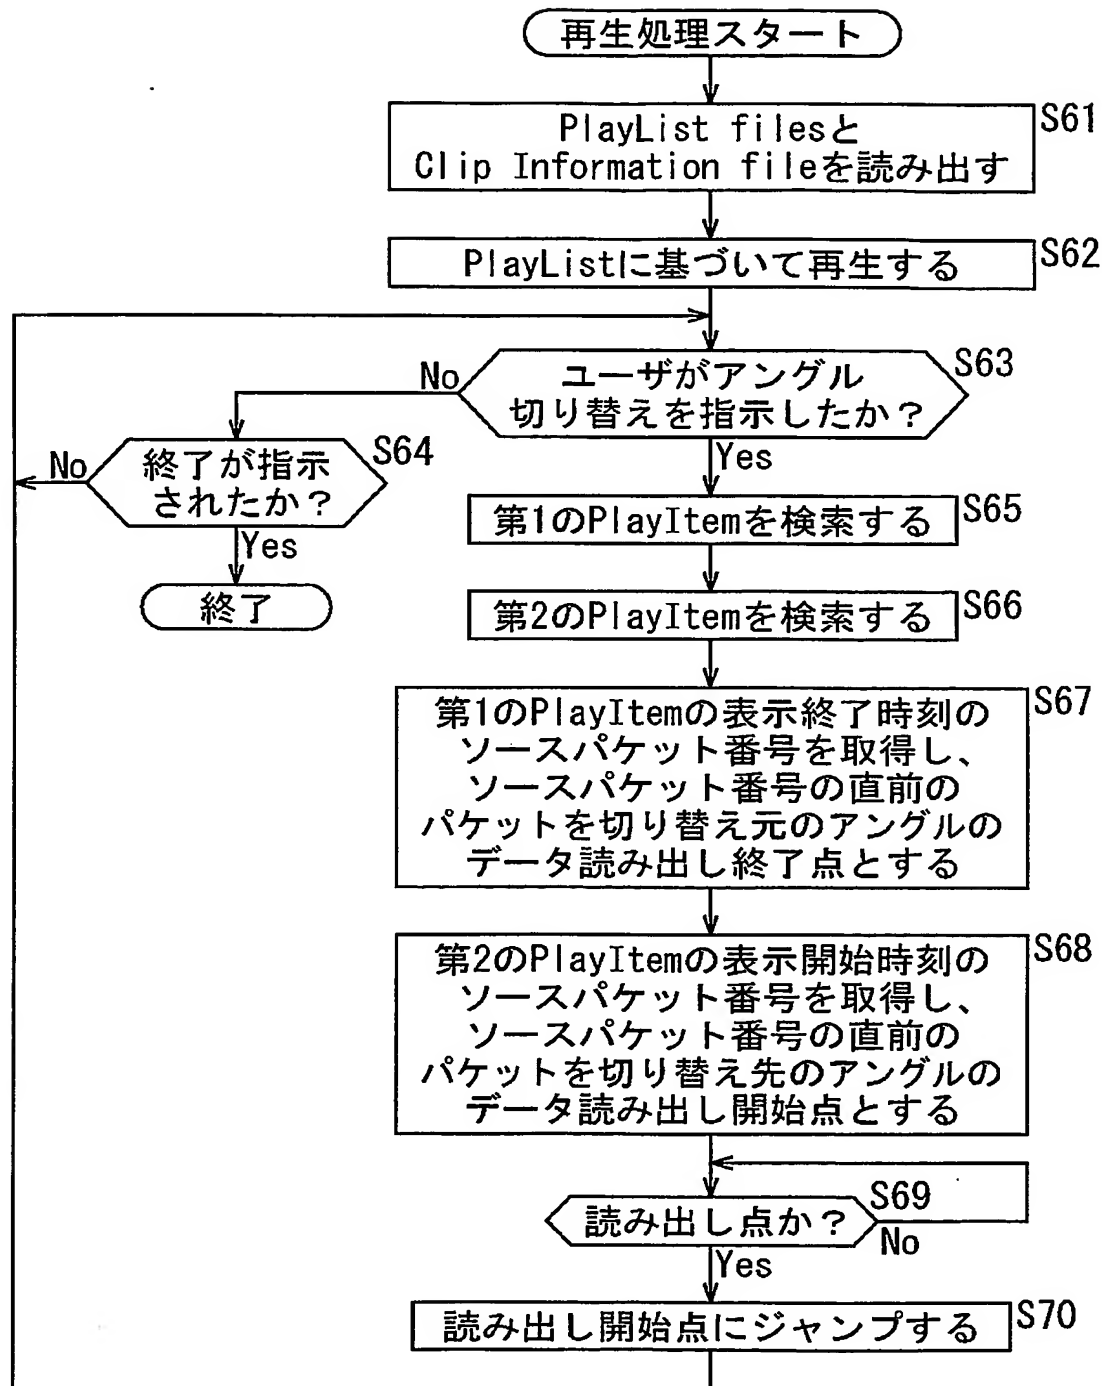 再生処理スタート
S61
PlayList filesと
Clip Information fileを読み出す
S62
PlayListに基づいて再生する
S63
ユーザがアングル
切り替えを指示したか？
No
Yes
S64
終了が指示
されたか？
No
Yes
終了
S65
第1のPlayItemを検索する
S66
第2のPlayItemを検索する
S67
第1のPlayItemの表示終了時刻の
ソースパケット番号を取得し、
ソースパケット番号の直前の
パケットを切り替え元のアングルの
データ読み出し終了点とする
S68
第2のPlayItemの表示開始時刻の
ソースパケット番号を取得し、
ソースパケット番号の直前の
パケットを切り替え先のアングルの
データ読み出し開始点とする
S69
読み出し点か？
No
Yes
S70
読み出し開始点にジャンプする